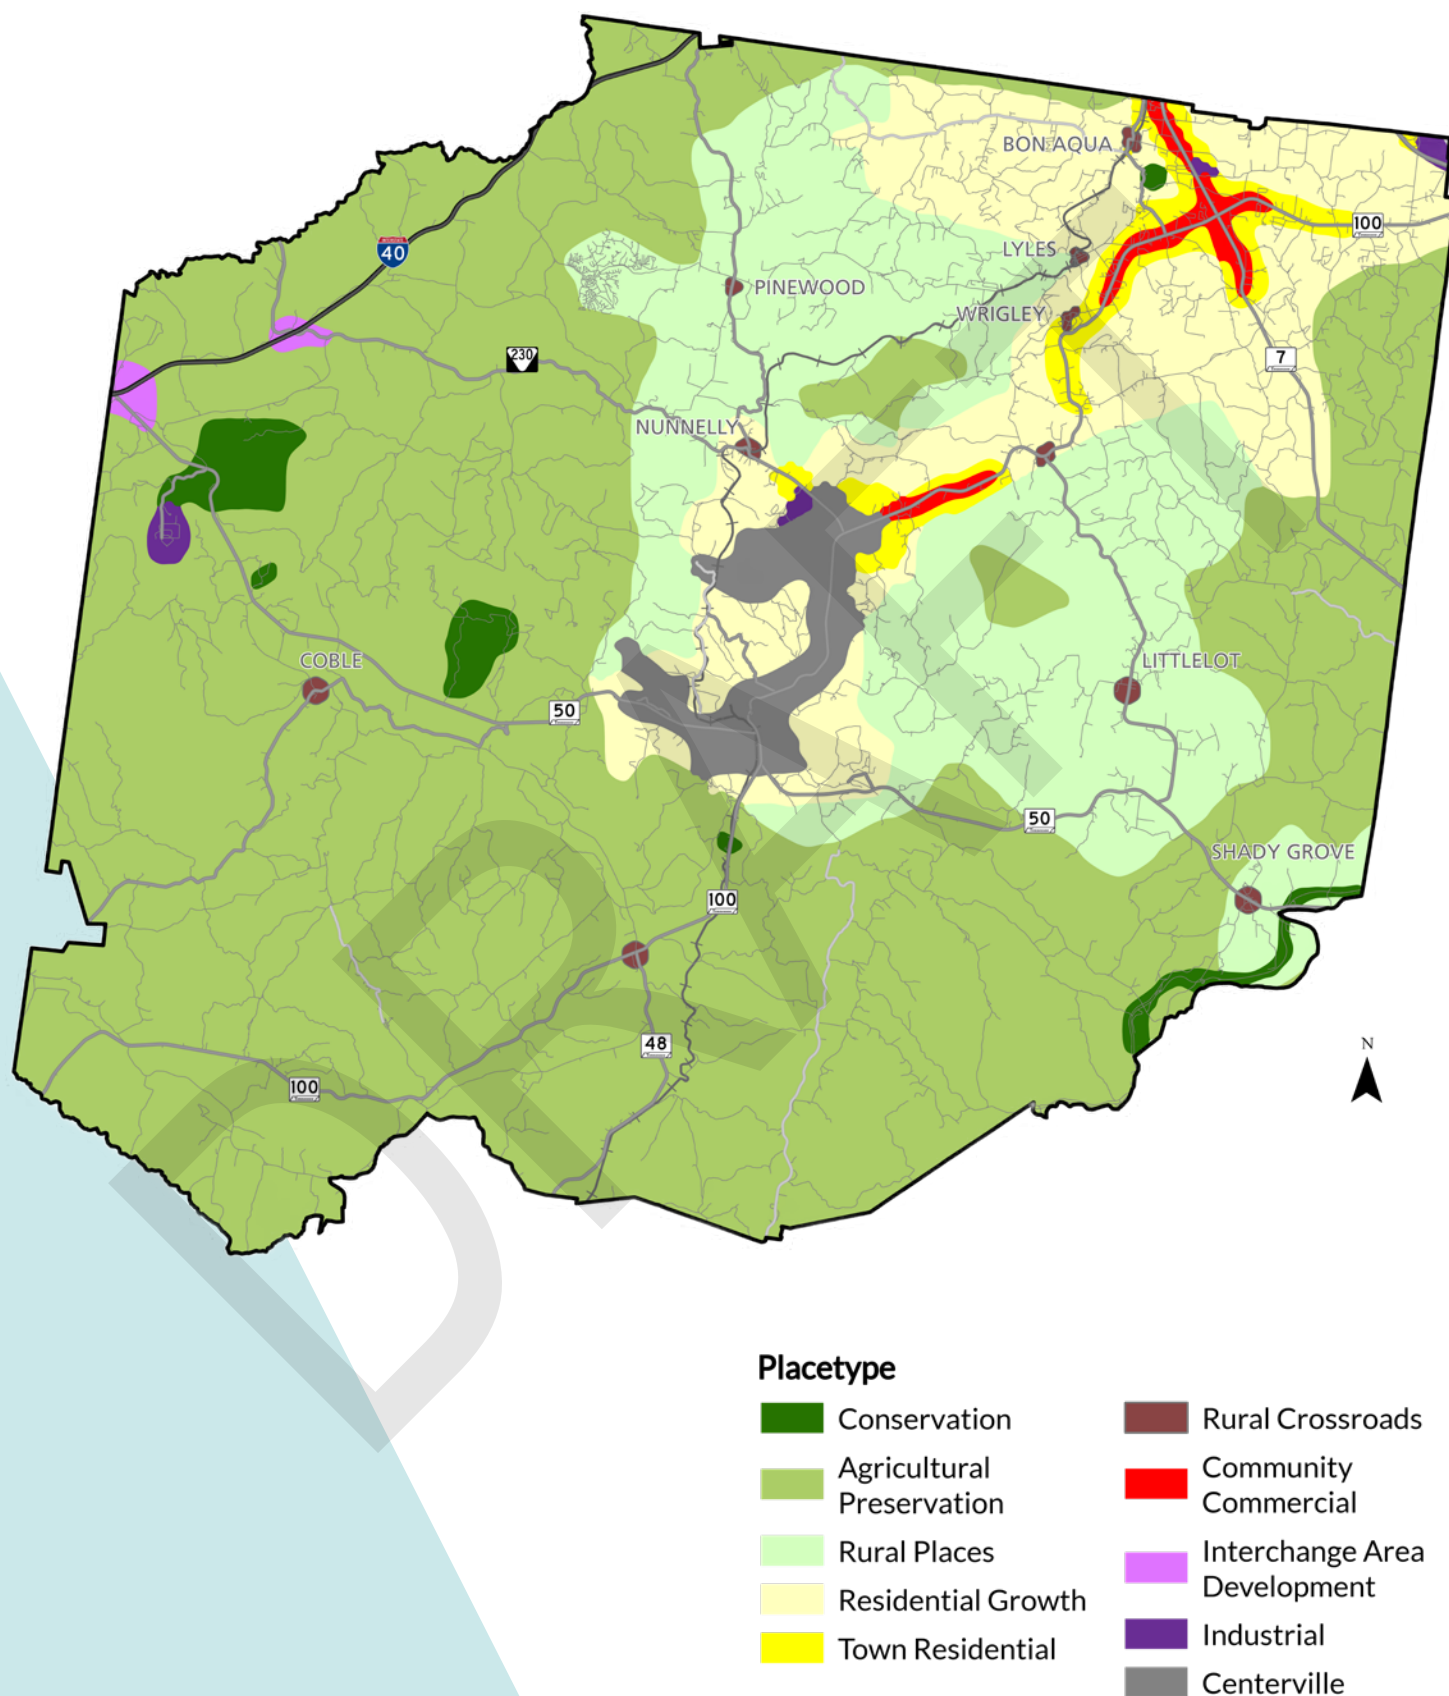 BON AQUA
100
LYLES
40
PINEWOOD
WRIGLEY
230
7
NUNNELLY
COBLE
LITTLELOT
50
50
SHADY GROVE
100
48
100
N
DRAFT
Placetype
Conservation
Agricultural
Preservation
Rural Places
Residential Growth
Town Residential
Rural Crossroads
Community
Commercial
Interchange Area
Development
Industrial
Centerville